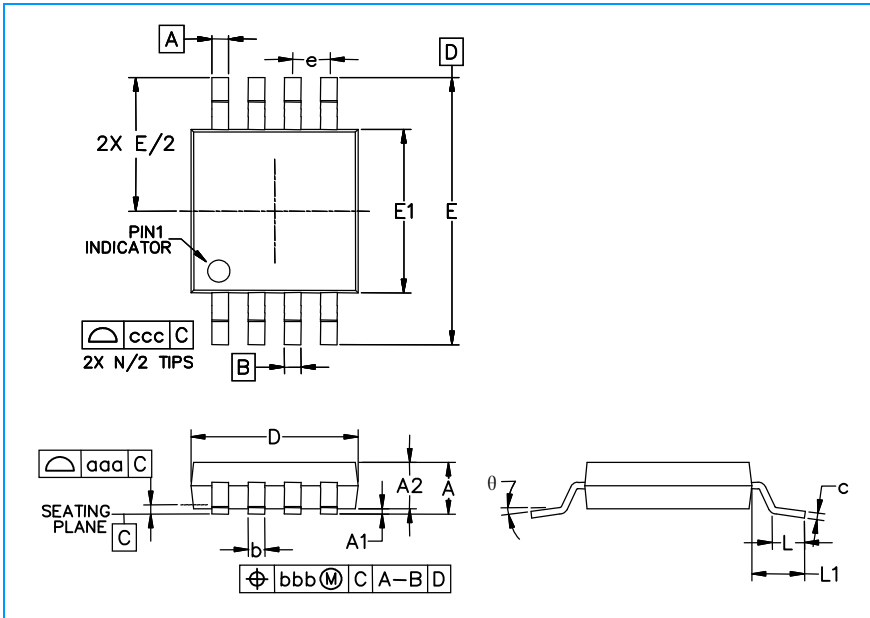 A
e
D
2X E/2
E1
E
PIN1
INDICATOR
ccc C
2X N/2 TIPS
B
D
aaa C
A2
A
SEATING
PLANE
C
b
A1
bbb Ⓜ C A–B D
θ
c
L
L1